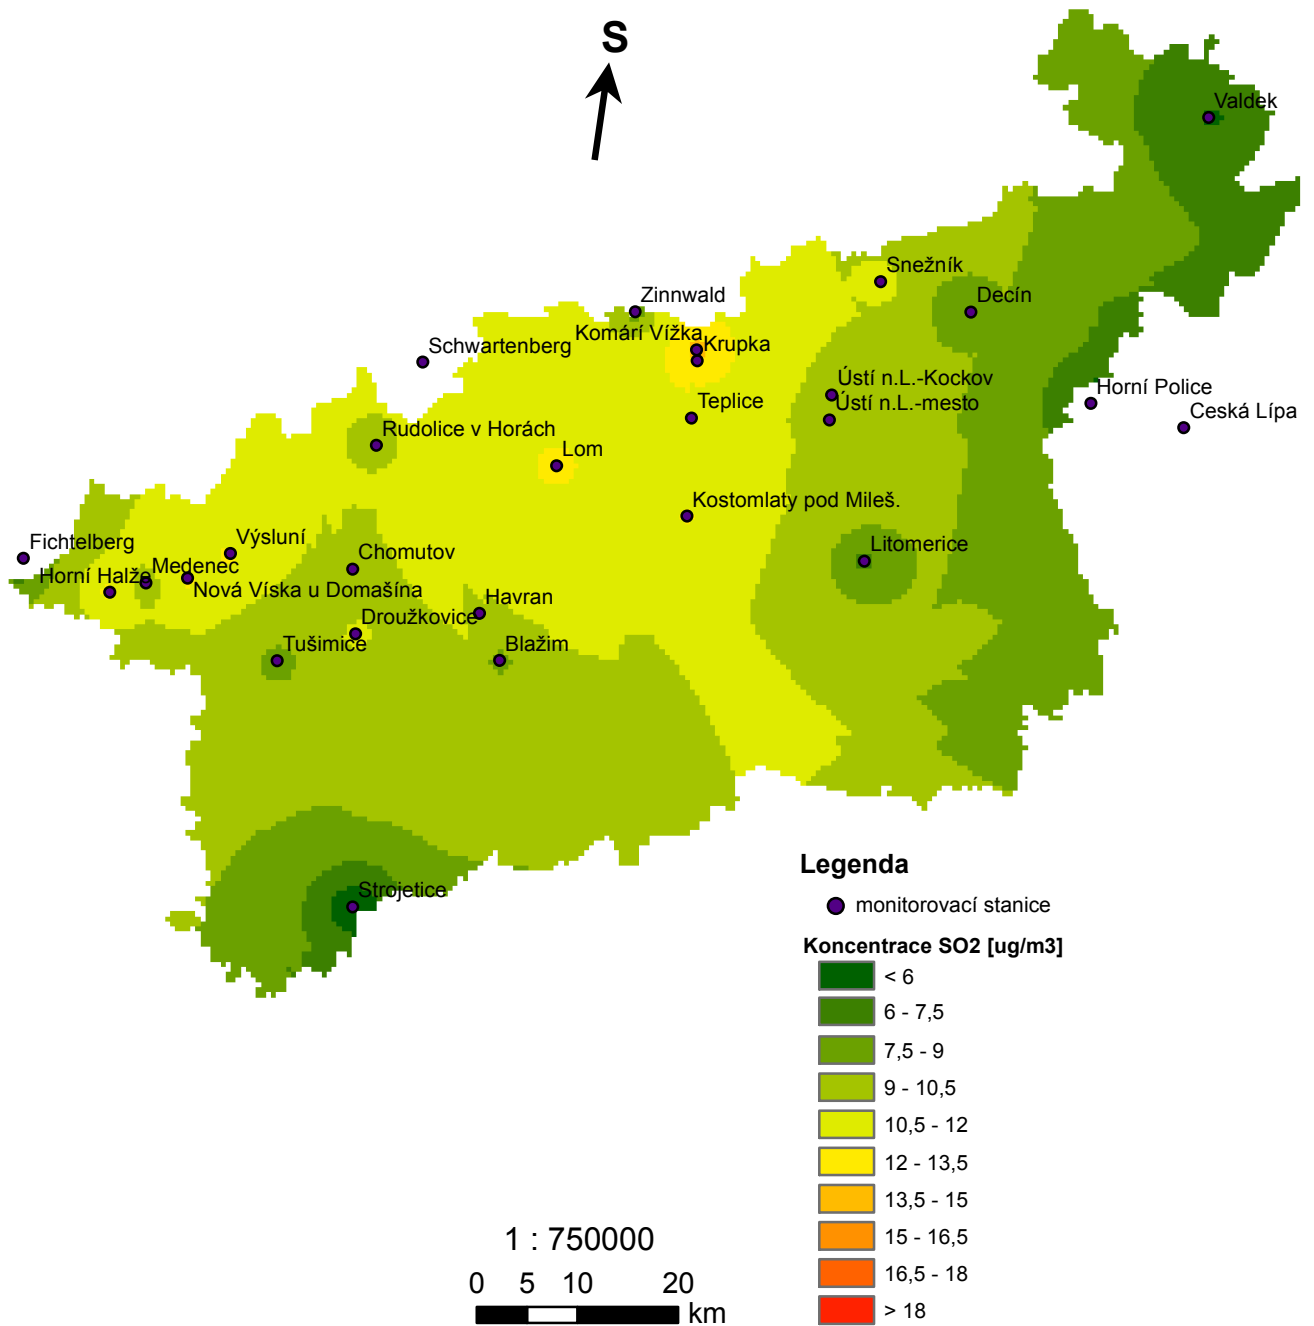 S
Valdek
Snežník
Zinnwald
Decín
Komárí Vížka
Krupka
Schwartenberg
Ústí n.L.-Kockov
Horní Police
Ústí n.L.-mesto
Teplice
Ceská Lípa
Rudolice v Horách
Lom
Kostomlaty pod Mileš.
Výsluní
Fichtelberg
Chomutov
Litomerice
Medenec
Horní Halže
Nová Víska u Domašína
Havran
Droužkovice
Tušimice
Blažim
Strojetice
Legenda
monitorovací stanice
Koncentrace SO2 [ug/m3]
< 6
6 - 7,5
7,5 - 9
9 - 10,5
10,5 - 12
12 - 13,5
13,5 - 15
15 - 16,5
16,5 - 18
> 18
1 : 750000
0 5 10 20
km